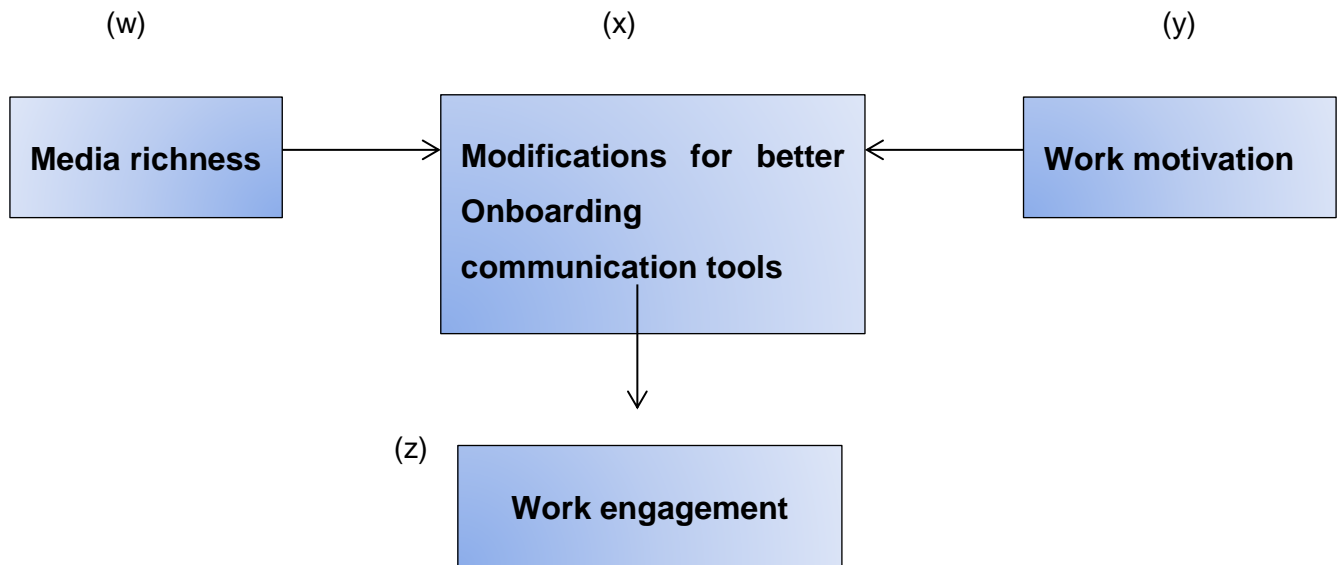 (w) (x) (y)
Media richness
Modifications for better
Onboarding
communication tools
Work motivation
(z)
Work engagement